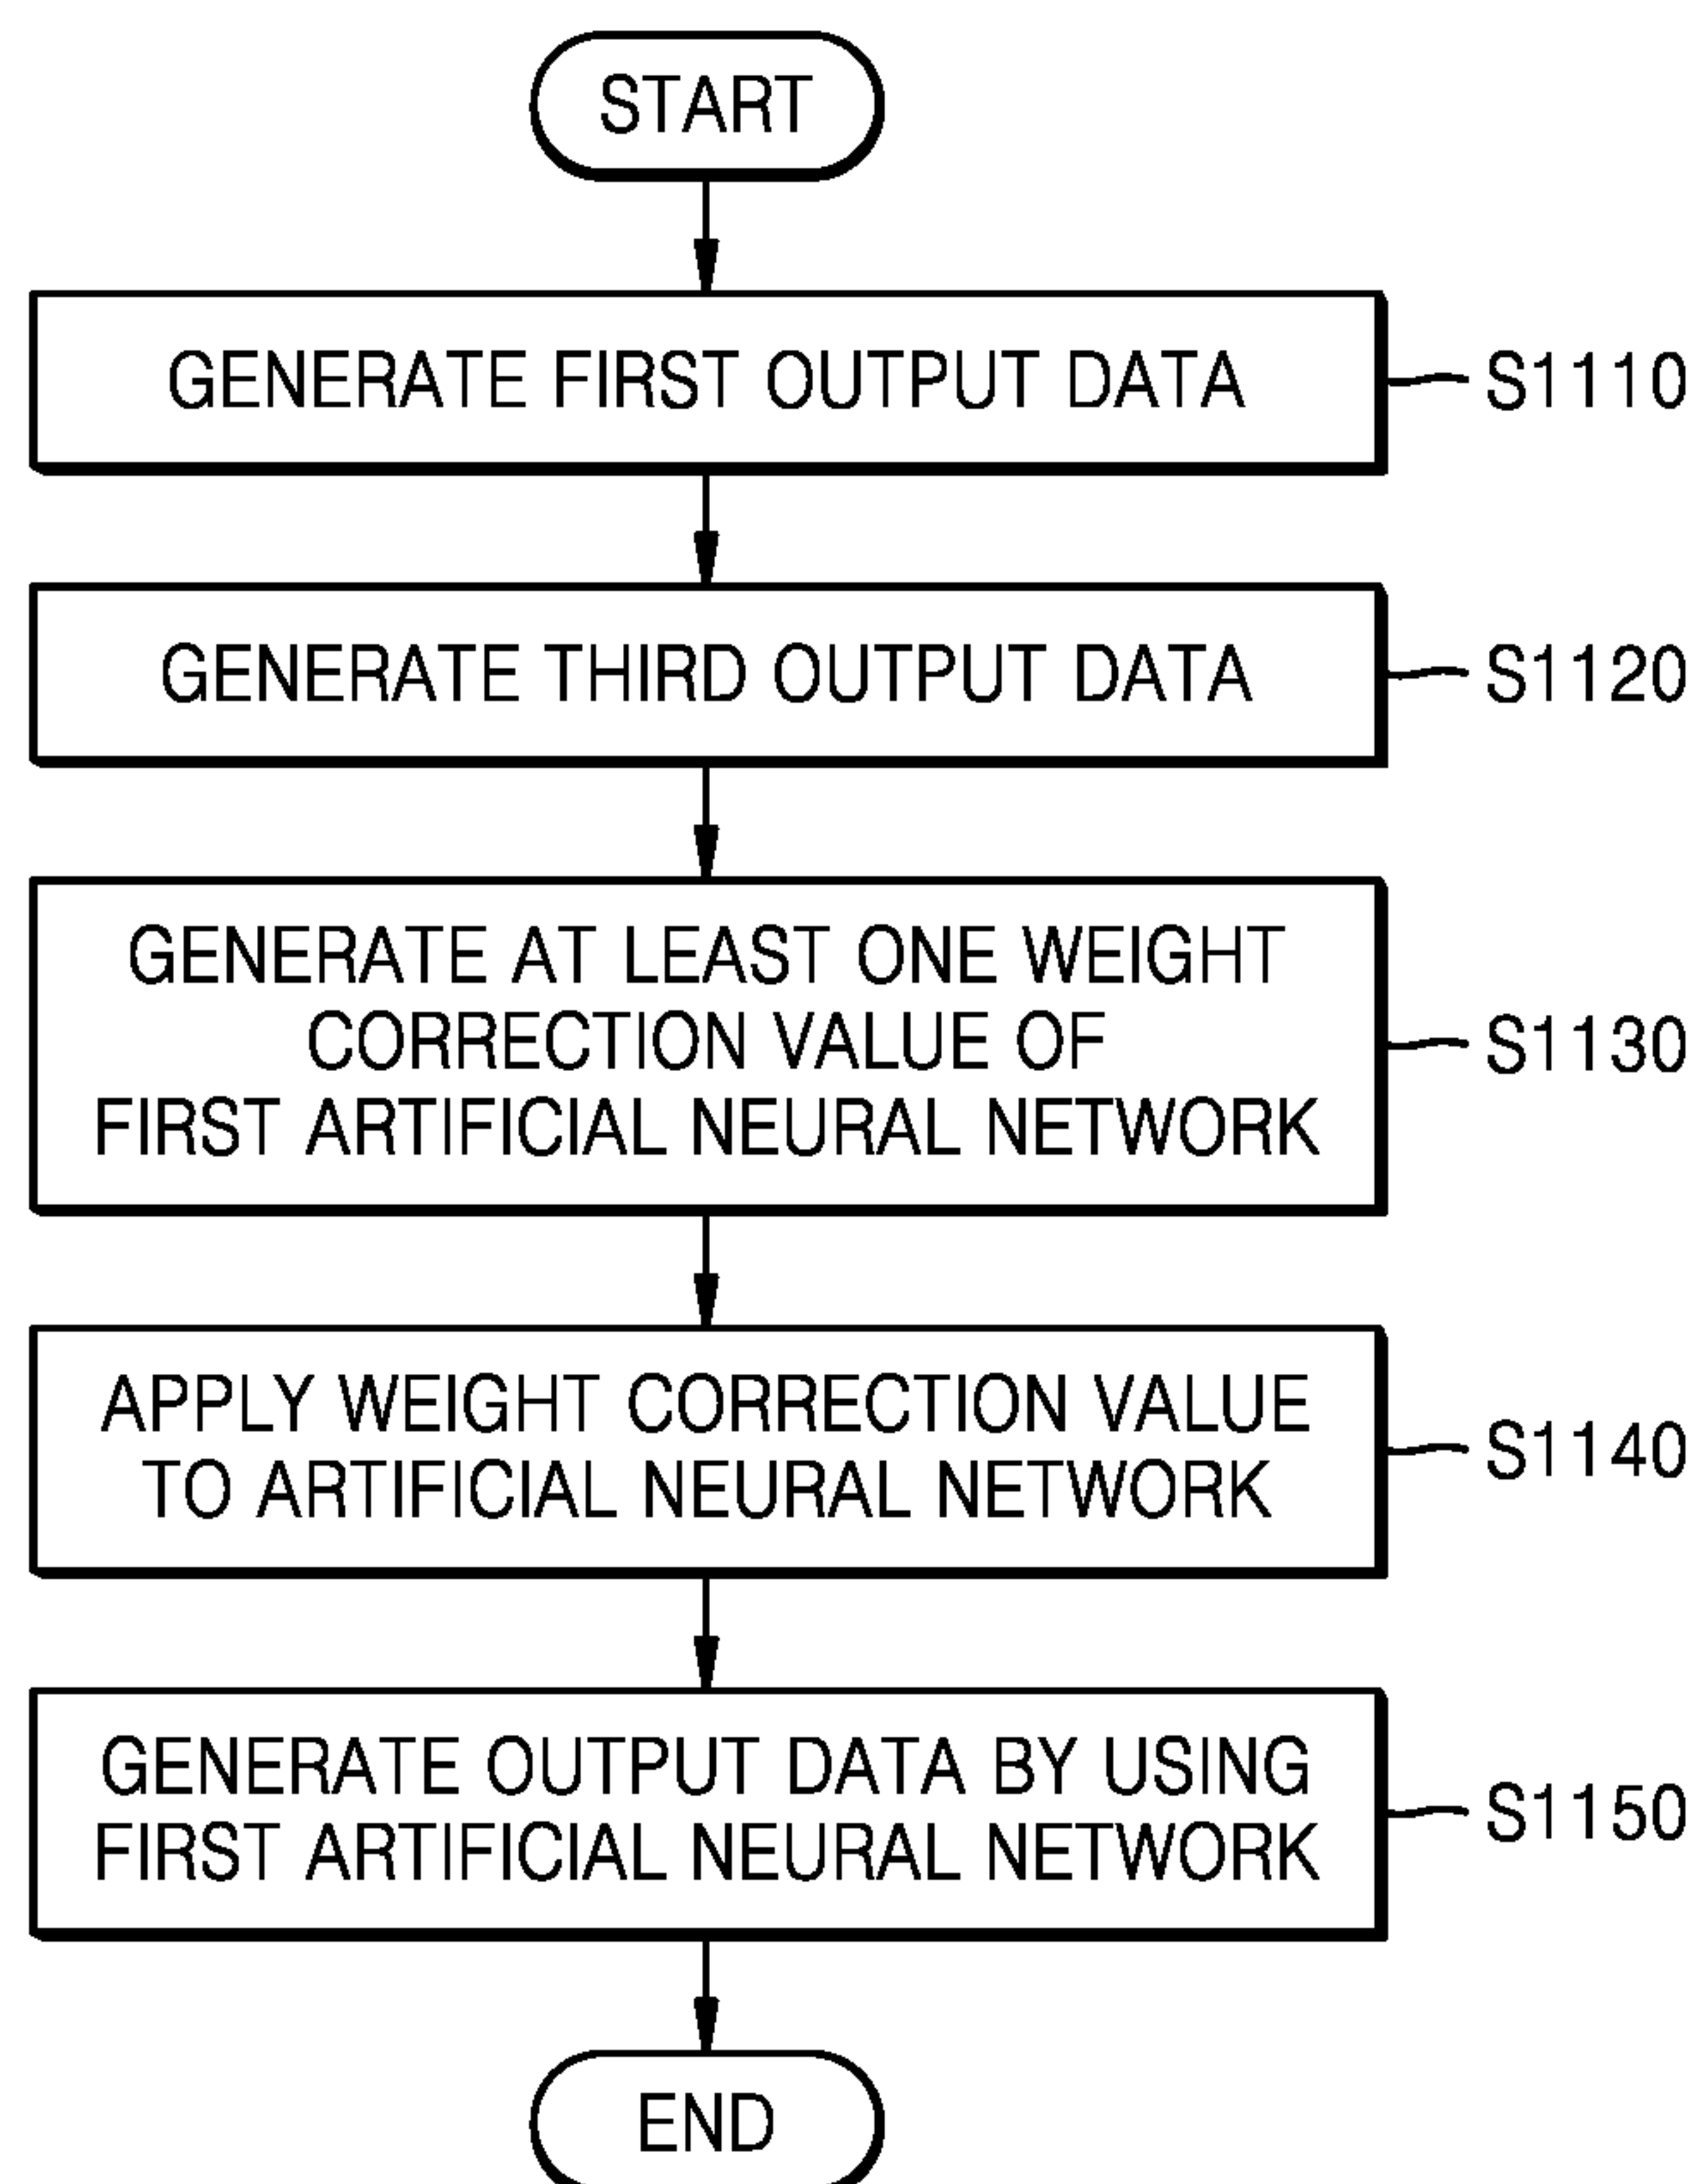 START
GENERATE FIRST OUTPUT DATA
S1110
GENERATE THIRD OUTPUT DATA
S1120
GENERATE AT LEAST ONE WEIGHT
CORRECTION VALUE OF
FIRST ARTIFICIAL NEURAL NETWORK
S1130
APPLY WEIGHT CORRECTION VALUE
TO ARTIFICIAL NEURAL NETWORK
S1140
GENERATE OUTPUT DATA BY USING
FIRST ARTIFICIAL NEURAL NETWORK
S1150
END